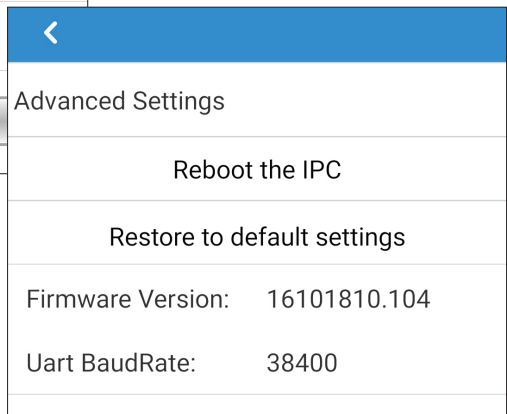 Advanced Settings
Reboot the IPC
Restore to default settings
Firmware Version: 16101810.104
Uart BaudRate: 38400